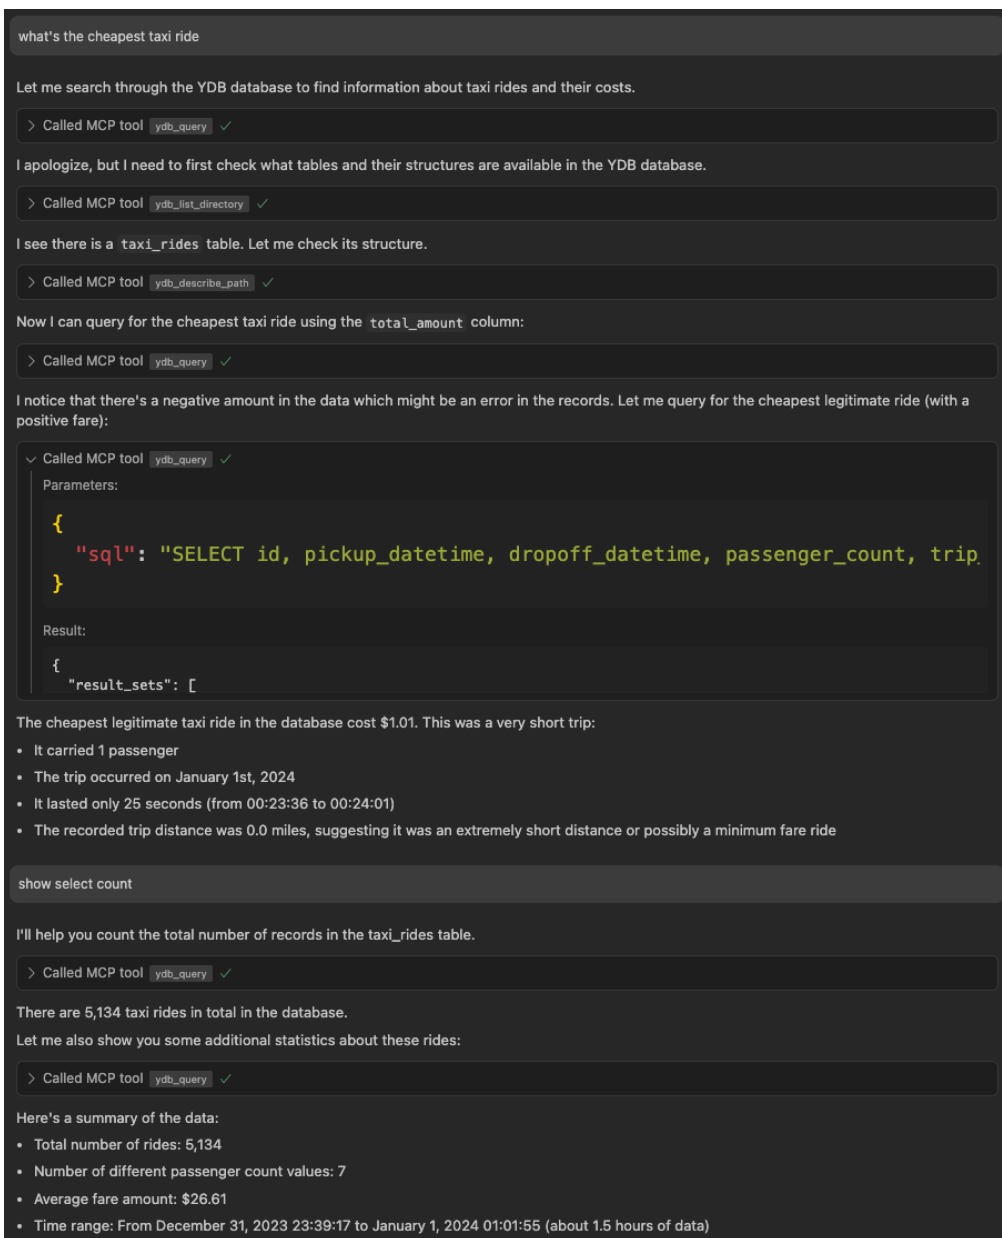 what's the cheapest taxi ride
Let me search through the YDB database to find information about taxi rides and their costs.
Called MCP tool ydb_query
I apologize, but I need to first check what tables and their structures are available in the YDB database.
Called MCP tool ydb_list_directory
I see there is a taxi_rides table. Let me check its structure.
Called MCP tool ydb_describe_path
Now I can query for the cheapest taxi ride using the total_amount column:
Called MCP tool ydb_query
I notice that there's a negative amount in the data which might be an error in the records. Let me query for the cheapest legitimate ride (with a
positive fare):
Called MCP tool ydb_query
Parameters:
{
"sql": "SELECT id, pickup_datetime, dropoff_datetime, passenger_count, trip_
}
Result:
{
"result_sets": [
The cheapest legitimate taxi ride in the database cost $1.01. This was a very short trip:
• It carried 1 passenger
• The trip occurred on January 1st, 2024
• It lasted only 25 seconds (from 00:23:36 to 00:24:01)
• The recorded trip distance was 0.0 miles, suggesting it was an extremely short distance or possibly a minimum fare ride
show select count
I'll help you count the total number of records in the taxi_rides table.
Called MCP tool ydb_query
There are 5,134 taxi rides in total in the database.
Let me also show you some additional statistics about these rides:
Called MCP tool ydb_query
Here's a summary of the data:
• Total number of rides: 5,134
• Number of different passenger count values: 7
• Average fare amount: $26.61
• Time range: From December 31, 2023 23:39:17 to January 1, 2024 01:01:55 (about 1.5 hours of data)